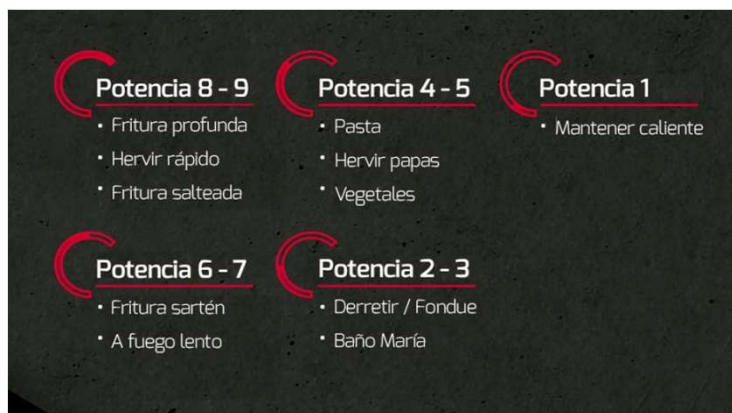 Potencia 8 - 9
• Fritura profunda
• Hervir rápido
• Fritura salteada
Potencia 4 - 5
• Pasta
• Hervir papas
• Vegetales
Potencia 1
• Mantener caliente
Potencia 6 - 7
• Fritura sartén
• A fuego lento
Potencia 2 - 3
• Derretir / Fondue
• Baño María